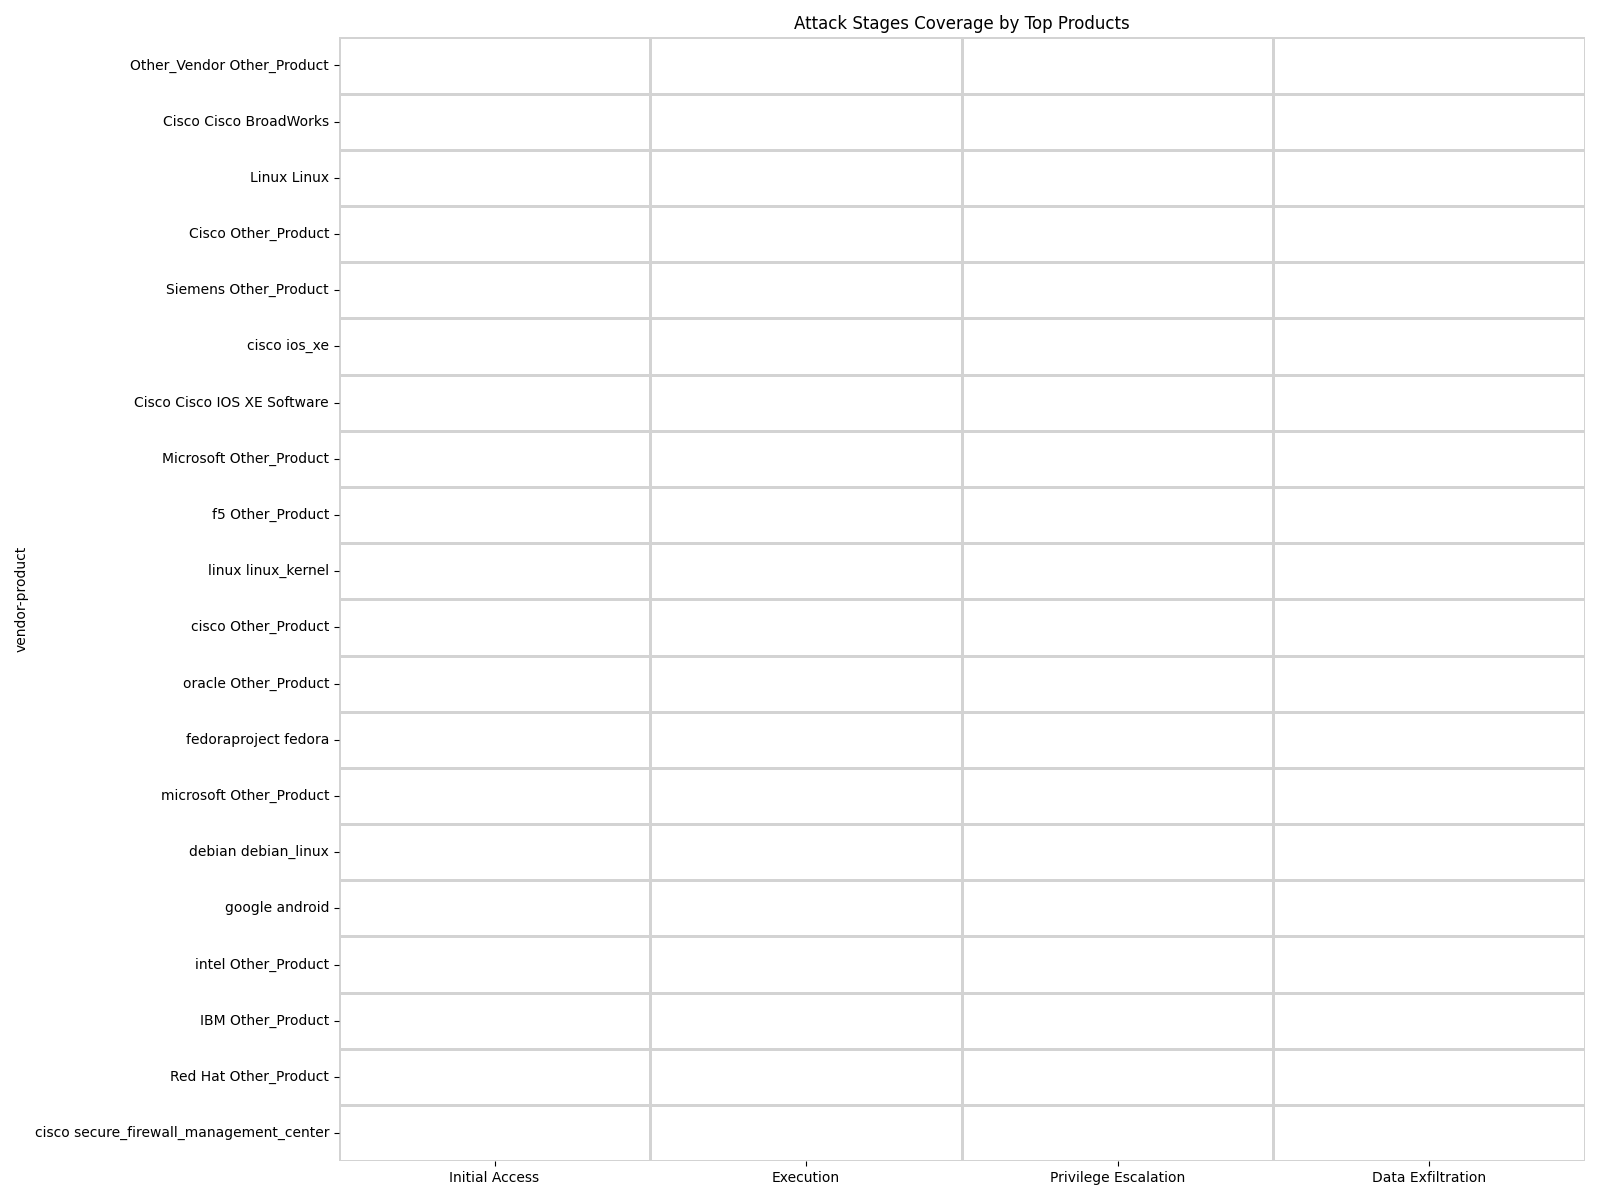 Attack Stages Coverage by Top Products
vendor-product
Other_Vendor Other_Product
Cisco Cisco BroadWorks
Linux Linux
Cisco Other_Product
Siemens Other_Product
cisco ios_xe
Cisco Cisco IOS XE Software
Microsoft Other_Product
f5 Other_Product
linux linux_kernel
cisco Other_Product
oracle Other_Product
fedoraproject fedora
microsoft Other_Product
debian debian_linux
google android
intel Other_Product
IBM Other_Product
Red Hat Other_Product
cisco secure_firewall_management_center
Initial Access
Execution
Privilege Escalation
Data Exfiltration